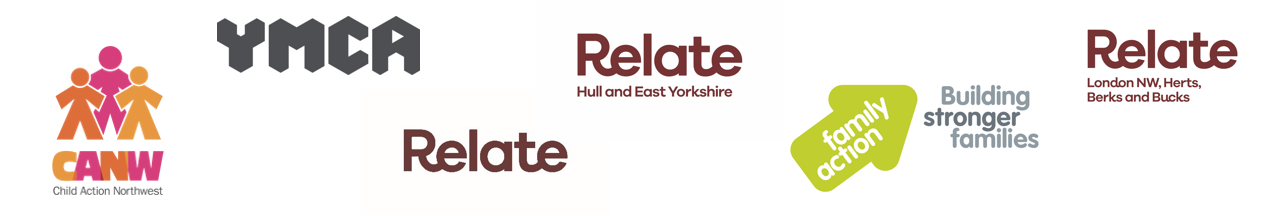 CANW
Child Action Northwest
YMCA
Relate
Relate
Hull and East Yorkshire
family
action
Building
stronger
families
Relate
London NW, Herts,
Berks and Bucks